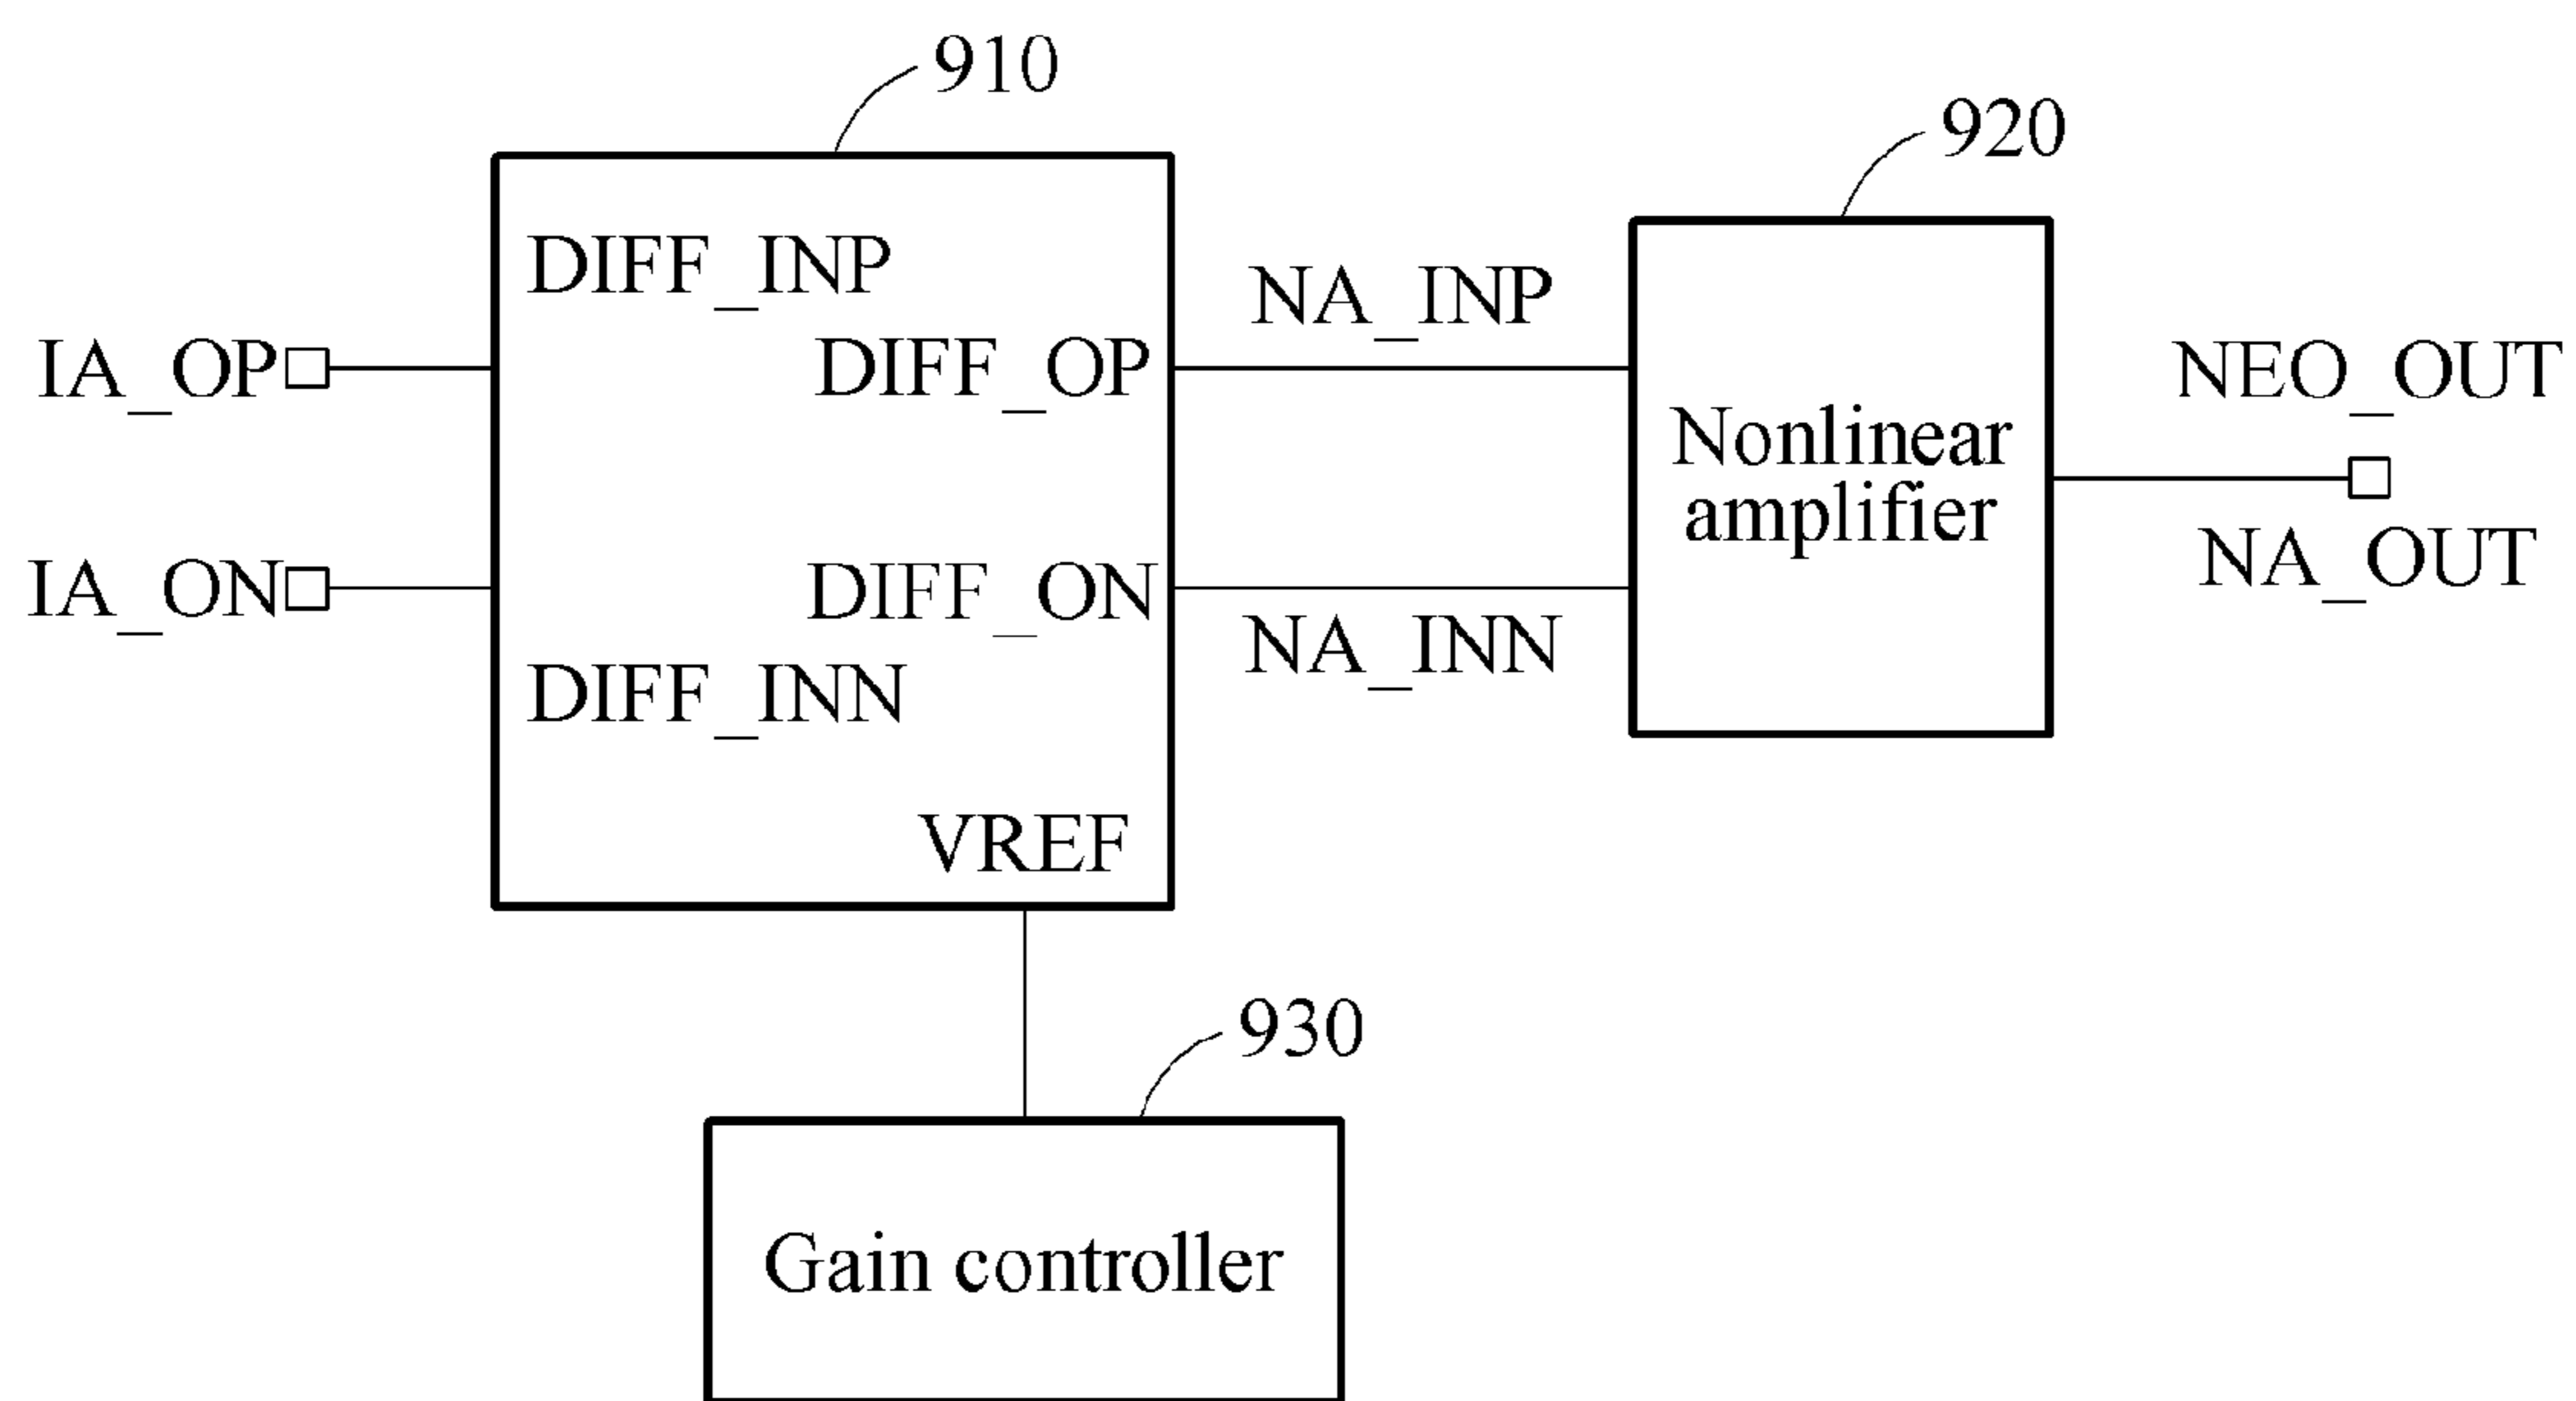 910
920
DIFF_INP
NA_INP
IA_OP
DIFF_OP
NEO_OUT
Nonlinear
amplifier
IA_ON
DIFF_ON
NA_OUT
NA_INN
DIFF_INN
VREF
930
Gain controller